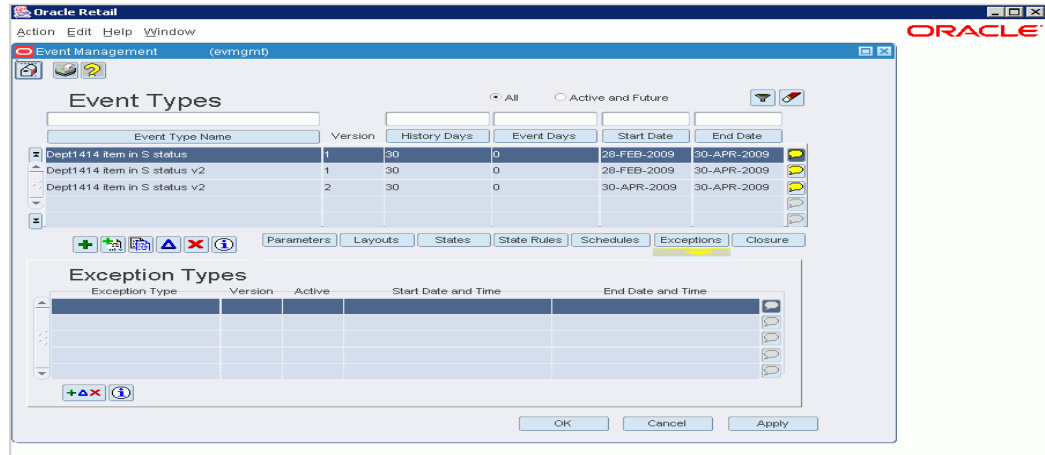 Oracle Retail
Action Edit Help Window
ORACLE
Event Management (evmgmt)
Event Types
All Active and Future
Event Type Name Version History Days Event Days Start Date End Date
Dept1414 item in S status 1 30 0 28-FEB-2009 30-APR-2009
Dept1414 item in S status v2 1 30 0 28-FEB-2009 30-APR-2009
Dept1414 item in S status v2 2 30 0 30-APR-2009 30-APR-2009
Parameters Layouts States State Rules Schedules Exceptions Closure
Exception Types
Exception Type Version Active Start Date and Time End Date and Time
OK Cancel Apply